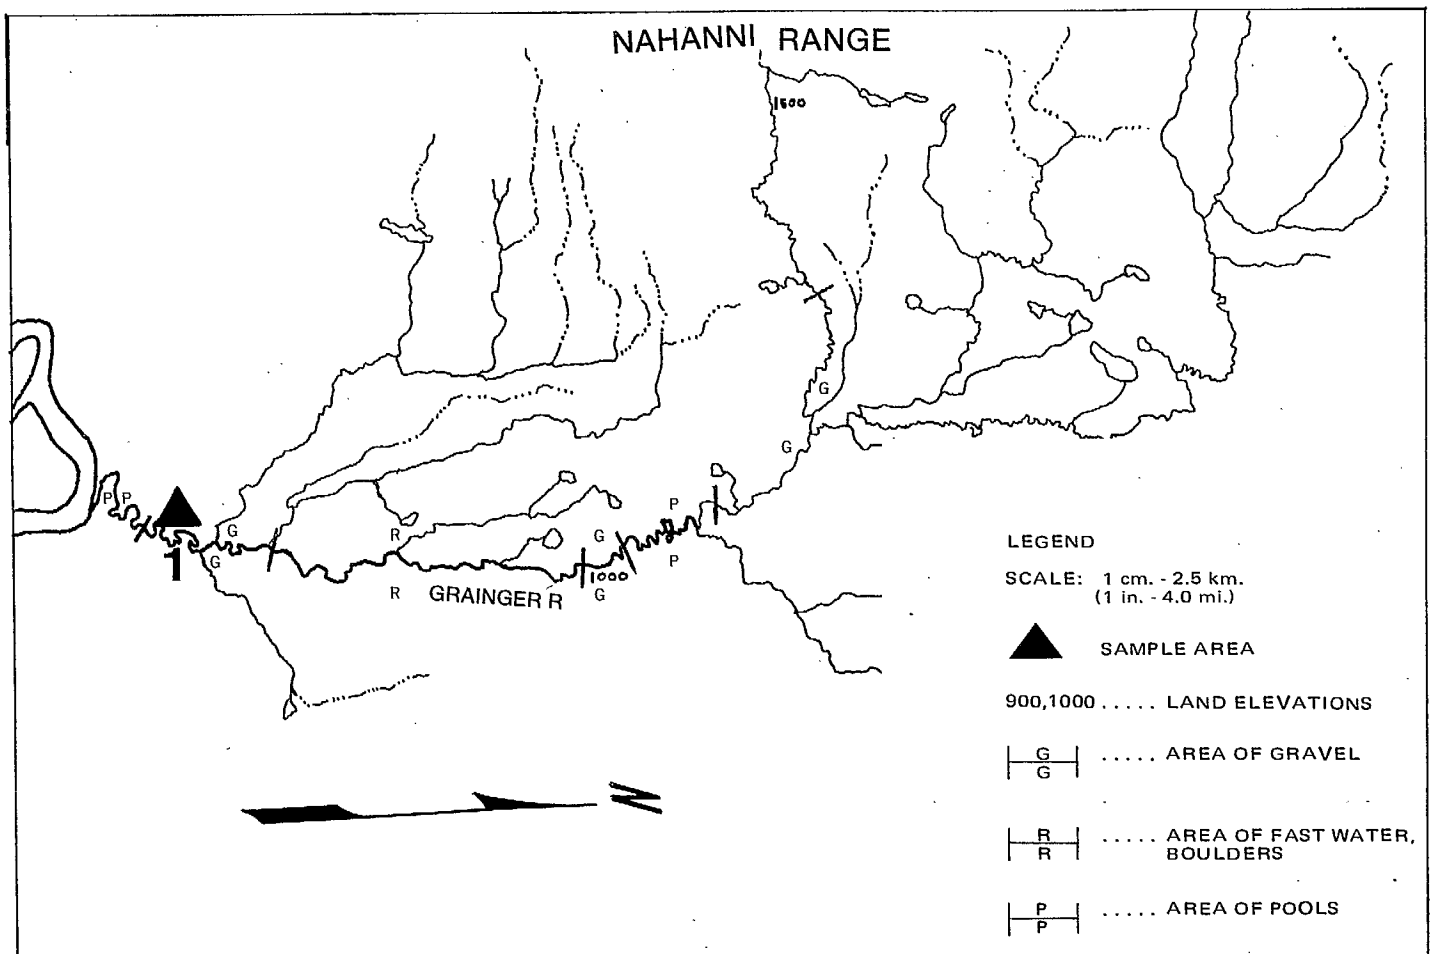 NAHANNI RANGE
1500
G
G
P P
1
G
G
R
R
GRAINGER R
G
1000
G
P
P
N
LEGEND
SCALE: 1 cm. - 2.5 km.
(1 in. - 4.0 mi.)
SAMPLE AREA
900,1000 ..... LAND ELEVATIONS
G
G
..... AREA OF GRAVEL
R
R
..... AREA OF FAST WATER,
BOULDERS
P
P
..... AREA OF POOLS